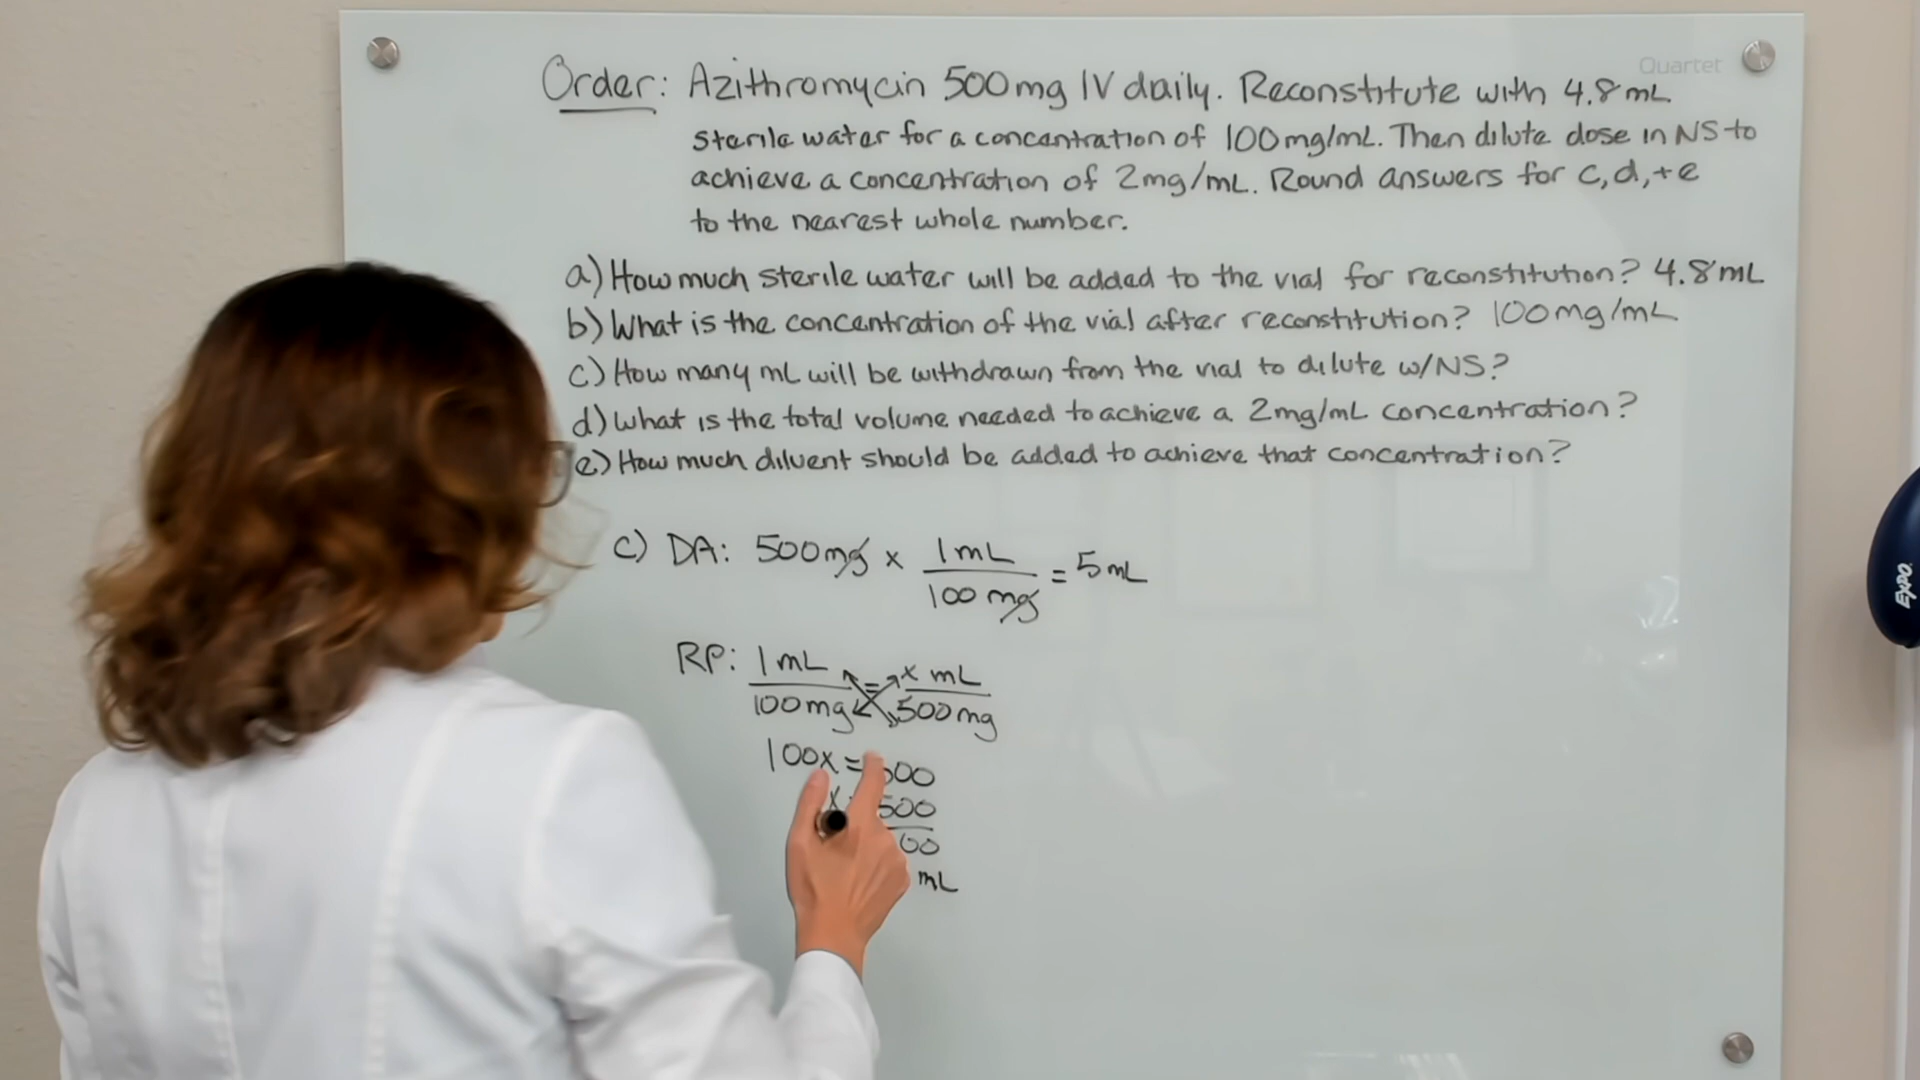 Quartet
Order: Azithromycin 500mg IV daily. Reconstitute with 4.8mL
sterile water for a concentration of 100mg/mL. Then dilute dose in NS to
achieve a concentration of 2mg/mL. Round answers for c,d,+e
to the nearest whole number.
a) How much sterile water will be added to the vial for reconstitution? 4.8mL
b) What is the concentration of the vial after reconstitution? 100mg/mL
c) How many mL will be withdrawn from the vial to dilute w/NS?
d) What is the total volume needed to achieve a 2mg/mL concentration?
e) How much diluent should be added to achieve that concentration?
c) DA: 500mg x 1mL = 5mL
100 mg
RP: 1mL = x mL
100mg 500mg
100x = 500
x 500
00
mL
EXPO